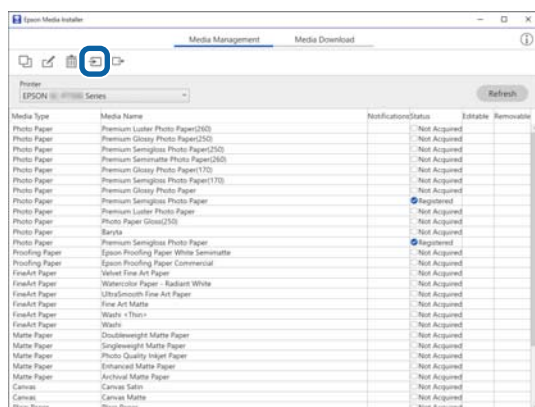 Epson Media Installer
Media Management Media Download
Printer
EPSON Series
Refresh
Media Type Media Name Notifications Status Editable Removable
Photo Paper Premium Luster Photo Paper(260) Not Acquired
Photo Paper Premium Glossy Photo Paper(250) Not Acquired
Photo Paper Premium Semigloss Photo Paper(250) Not Acquired
Photo Paper Premium Semimatte Photo Paper(260) Not Acquired
Photo Paper Premium Glossy Photo Paper(170) Not Acquired
Photo Paper Premium Semigloss Photo Paper(170) Not Acquired
Photo Paper Premium Glossy Photo Paper Not Acquired
Photo Paper Premium Semigloss Photo Paper Registered
Photo Paper Premium Luster Photo Paper Not Acquired
Photo Paper Photo Paper Gloss(250) Not Acquired
Photo Paper Baryta Not Acquired
Photo Paper Premium Semigloss Photo Paper Registered
Proofing Paper Epson Proofing Paper White Semimatte Not Acquired
Proofing Paper Epson Proofing Paper Commercial Not Acquired
FineArt Paper Velvet Fine Art Paper Not Acquired
FineArt Paper Watercolor Paper - Radiant White Not Acquired
FineArt Paper UltraSmooth Fine Art Paper Not Acquired
FineArt Paper Fine Art Matte Not Acquired
FineArt Paper Washi <Thin> Not Acquired
FineArt Paper Washi Not Acquired
Matte Paper Doubleweight Matte Paper Not Acquired
Matte Paper Singleweight Matte Paper Not Acquired
Matte Paper Photo Quality Inkjet Paper Not Acquired
Matte Paper Enhanced Matte Paper Not Acquired
Matte Paper Archival Matte Paper Not Acquired
Canvas Canvas Satin Not Acquired
Canvas Canvas Matte Not Acquired
Plain Paper Plain Paper Not Acquired